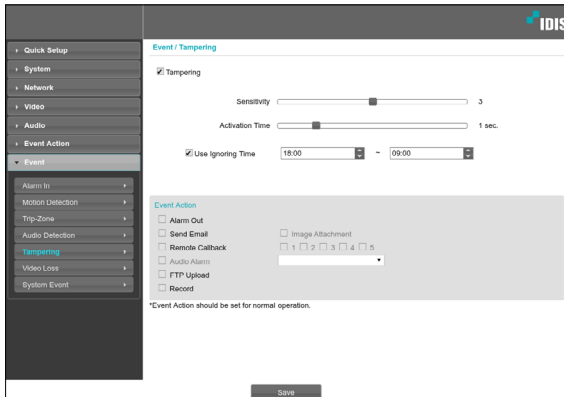 IDIS
Quick Setup
System
Network
Video
Audio
Event Action
Event
Alarm In
Motion Detection
Trip-Zone
Audio Detection
Tampering
Video Loss
System Event
Event / Tampering
Tampering
Sensitivity 3
Activation Time 1 sec.
Use Ignoring Time 18:00 ~ 09:00
Event Action
Alarm Out
Send Email Image Attachment
Remote Callback 1 2 3 4 5
Audio Alarm
FTP Upload
Record
*Event Action should be set for normal operation.
Save